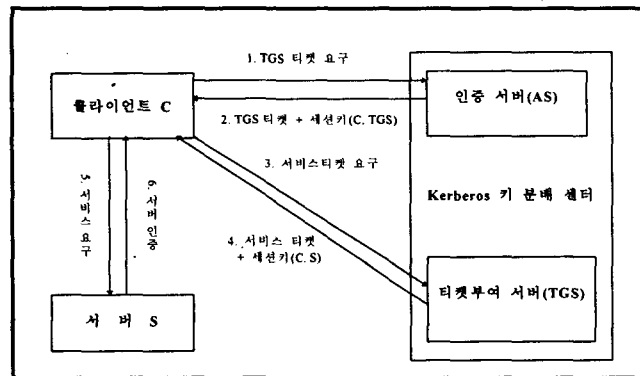 1. TGS 티켓 요구
클라이언트 C
인증 서버(AS)
2. TGS 티켓 + 세션키(C, TGS)
3. 서비스티켓 요구
5. 서비스 요구
6. 서버 인증
Kerberos 키 분배 센터
4. 서비스 티켓
+ 세션키(C, S)
티켓부여 서버(TGS)
서 버 S